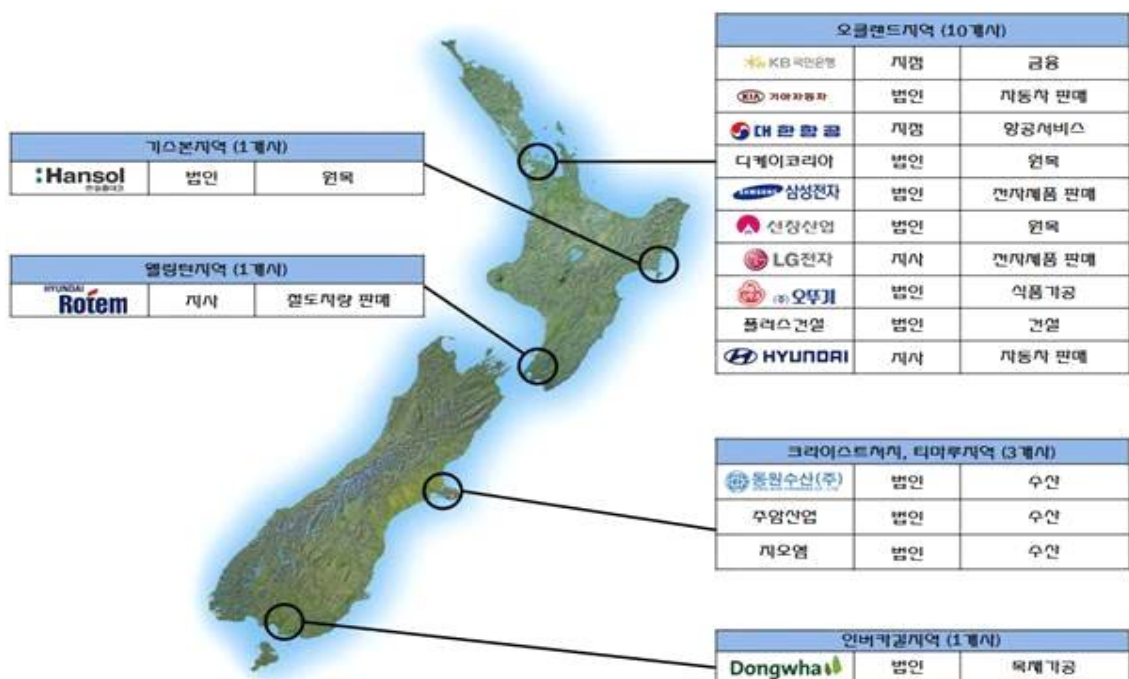 오클랜드지역 (10개사)
KB 국민은행 지점 금융
KIA 기아자동차 법인 자동차 판매
대한항공 지점 항공서비스
디케이코리아 법인 원목
SAMSUNG 삼성전자 법인 전자제품 판매
선창산업 법인 원목
LG전자 지사 전자제품 판매
(주)오뚜기 법인 식품가공
플러스건설 법인 건설
HYUNDAI 지사 자동차 판매
기스본지역 (1개사)
Hansol 법인 원목
한솔홈데코
웰링턴지역 (1개사)
HYUNDAI
Rotem 지사 철도차량 판매
크라이스트처치, 티마루지역 (3개사)
동원수산(주) 법인 수산
주암산업 법인 수산
지오엠 법인 수산
인버카길지역 (1개사)
Dongwha 법인 목재가공